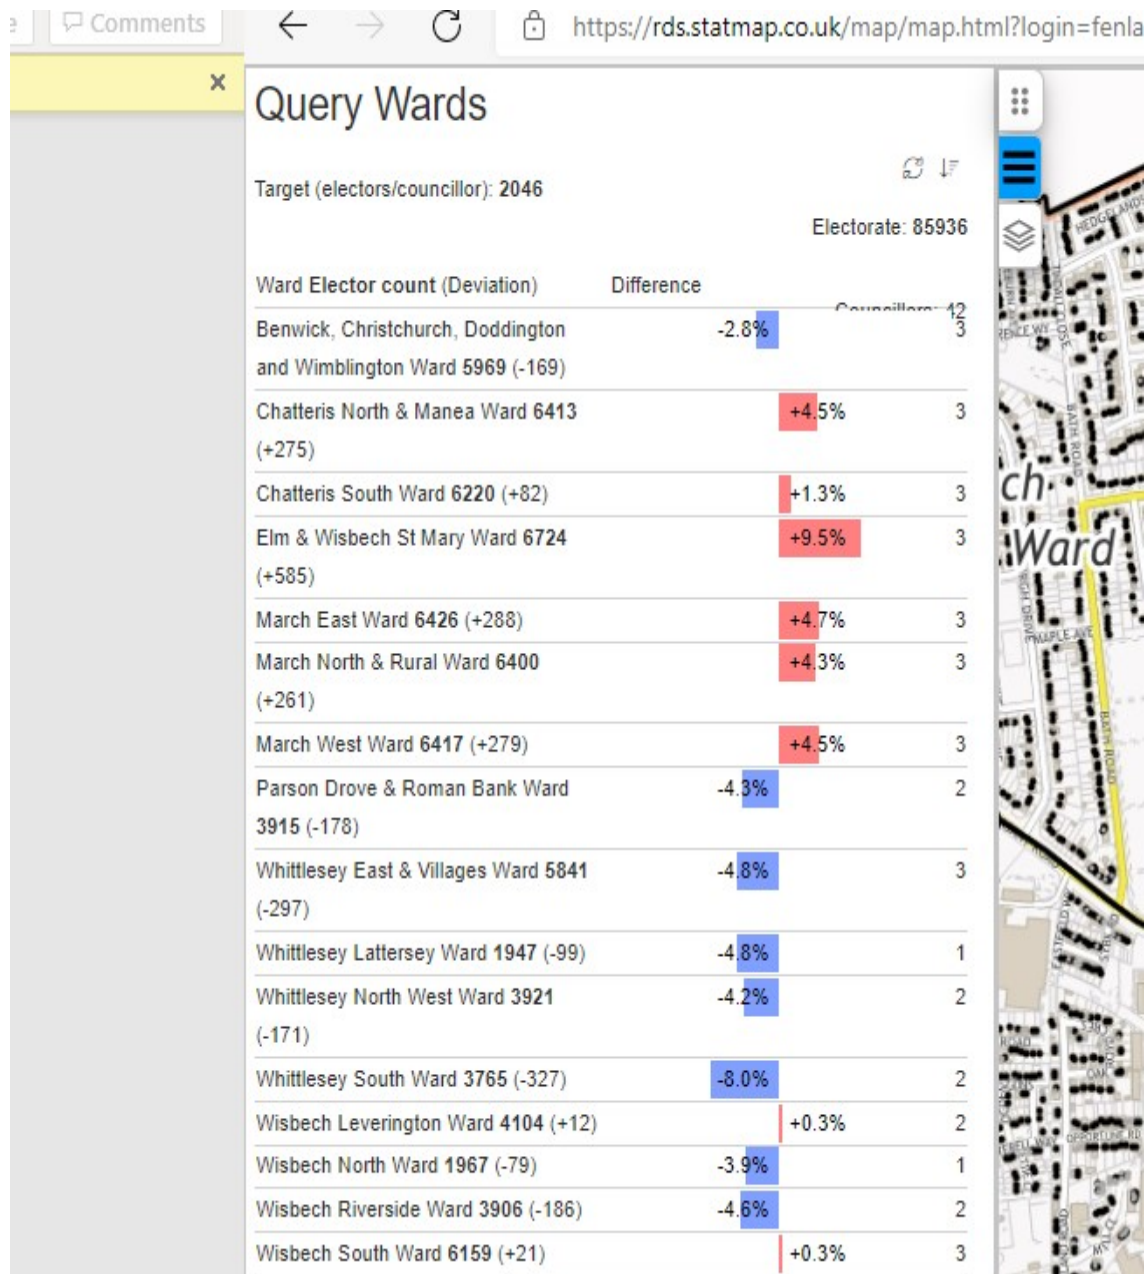 Comments
https://rds.statmap.co.uk/map/map.html?login=fenla
Query Wards
Target (electors/councillor): 2046
Electorate: 85936
Ward Elector count (Deviation) Difference
Councillors: 42
Benwick, Christchurch, Doddington -2.8% 3
and Wimblington Ward 5969 (-169)
Chatteris North & Manea Ward 6413 +4.5% 3
(+275)
Chatteris South Ward 6220 (+82) +1.3% 3
Elm & Wisbech St Mary Ward 6724 +9.5% 3
(+585)
March East Ward 6426 (+288) +4.7% 3
March North & Rural Ward 6400 +4.3% 3
(+261)
March West Ward 6417 (+279) +4.5% 3
Parson Drove & Roman Bank Ward -4.3% 2
3915 (-178)
Whittlesey East & Villages Ward 5841 -4.8% 3
(-297)
Whittlesey Lattersey Ward 1947 (-99) -4.8% 1
Whittlesey North West Ward 3921 -4.2% 2
(-171)
Whittlesey South Ward 3765 (-327) -8.0% 2
Wisbech Leverington Ward 4104 (+12) +0.3% 2
Wisbech North Ward 1967 (-79) -3.9% 1
Wisbech Riverside Ward 3906 (-186) -4.6% 2
Wisbech South Ward 6159 (+21) +0.3% 3
BATH ROAD
ch
Ward
MAPLE AVE
BATH ROAD